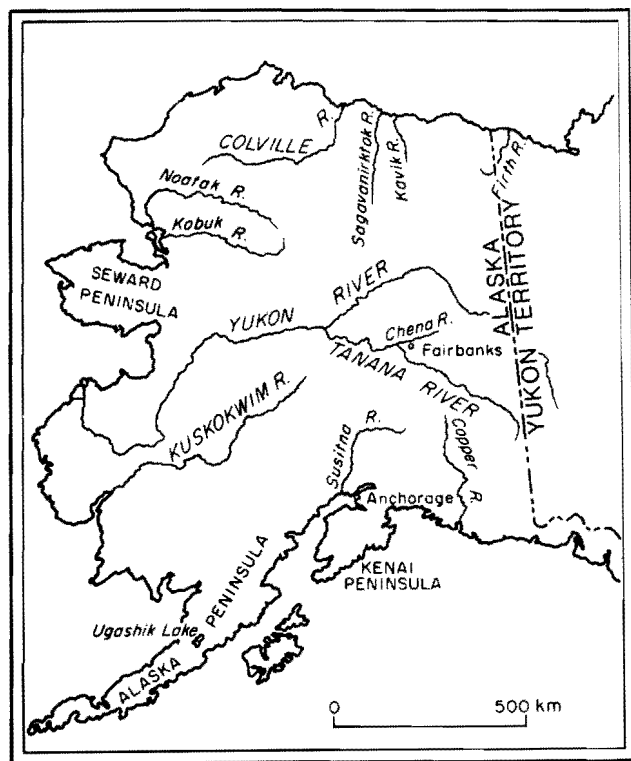 COLVILLE R.
Sagavanirktok R.
Kavik R.
Firth R.
Noatak R.
Kobuk R.
SEWARD
PENINSULA
ALASKA
YUKON TERRITORY
YUKON RIVER
Chena R.
Fairbanks
TANANA RIVER
KUSKOKWIM R.
Susitna R.
Copper R.
Anchorage
KENAI
PENINSULA
Ugashik Lake
ALASKA PENINSULA
0 500 km